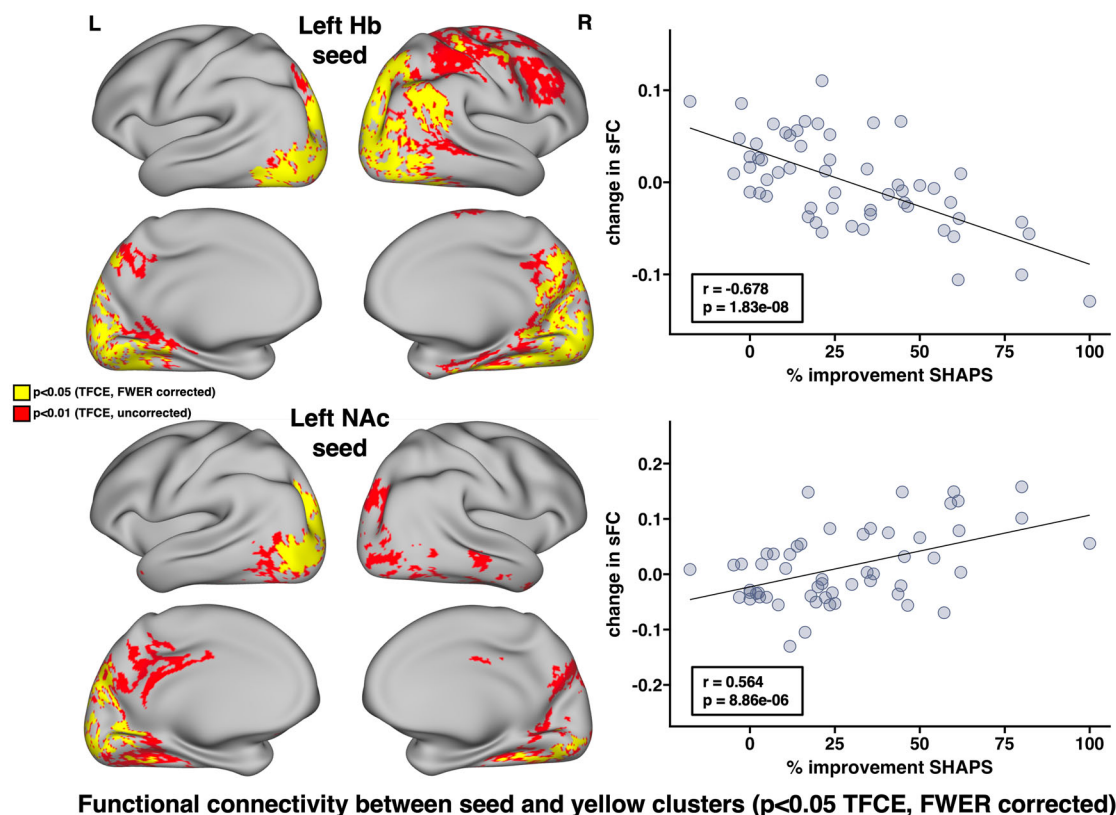 L
Left Hb
seed
R
p<0.05 (TFCE, FWER corrected)
p<0.01 (TFCE, uncorrected)
Left NAc
seed
change in sFC
0.1
0.0
-0.1
r = -0.678
p = 1.83e-08
0 25 50 75 100
% improvement SHAPS
change in sFC
0.2
0.1
0.0
-0.1
-0.2
r = 0.564
p = 8.86e-06
0 25 50 75 100
% improvement SHAPS
Functional connectivity between seed and yellow clusters (p<0.05 TFCE, FWER corrected)